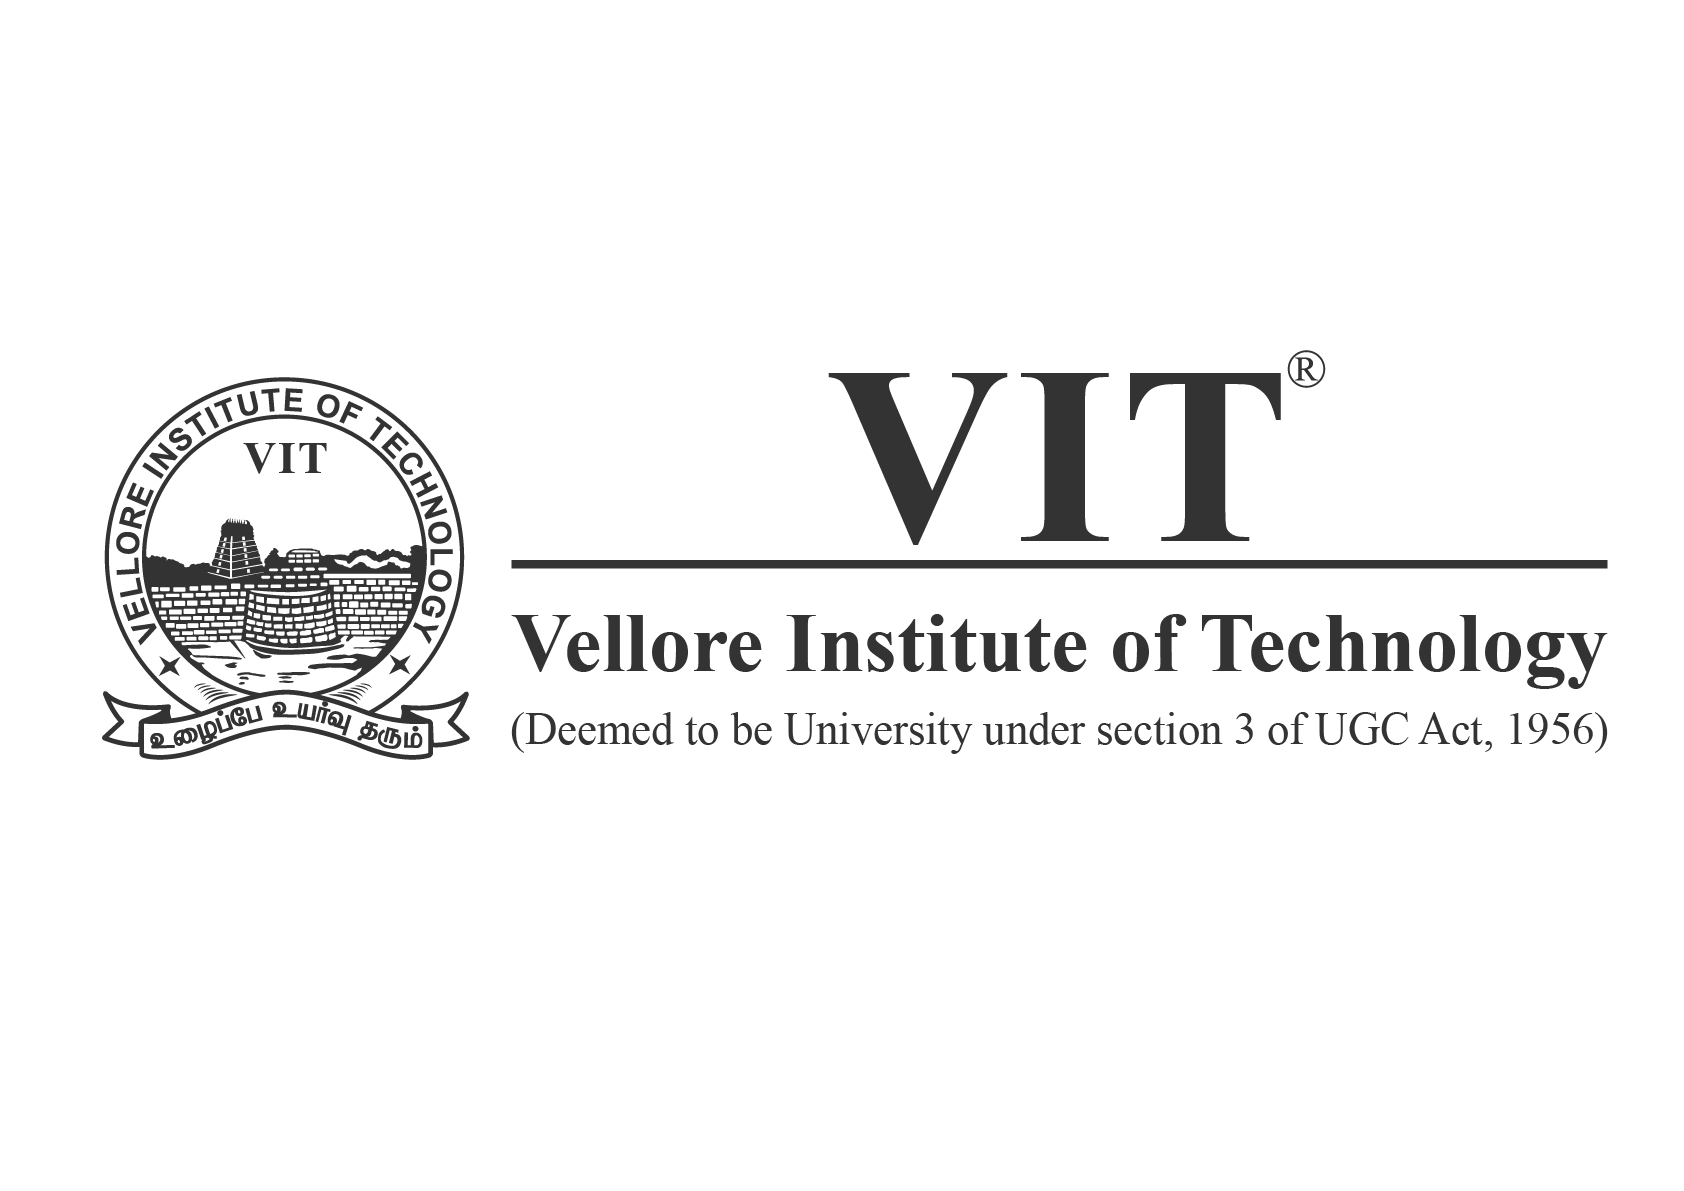 VELLORE INSTITUTE OF TECHNOLOGY
VIT
உழைப்பே உயர்வு தரும்
VIT®
Vellore Institute of Technology
(Deemed to be University under section 3 of UGC Act, 1956)